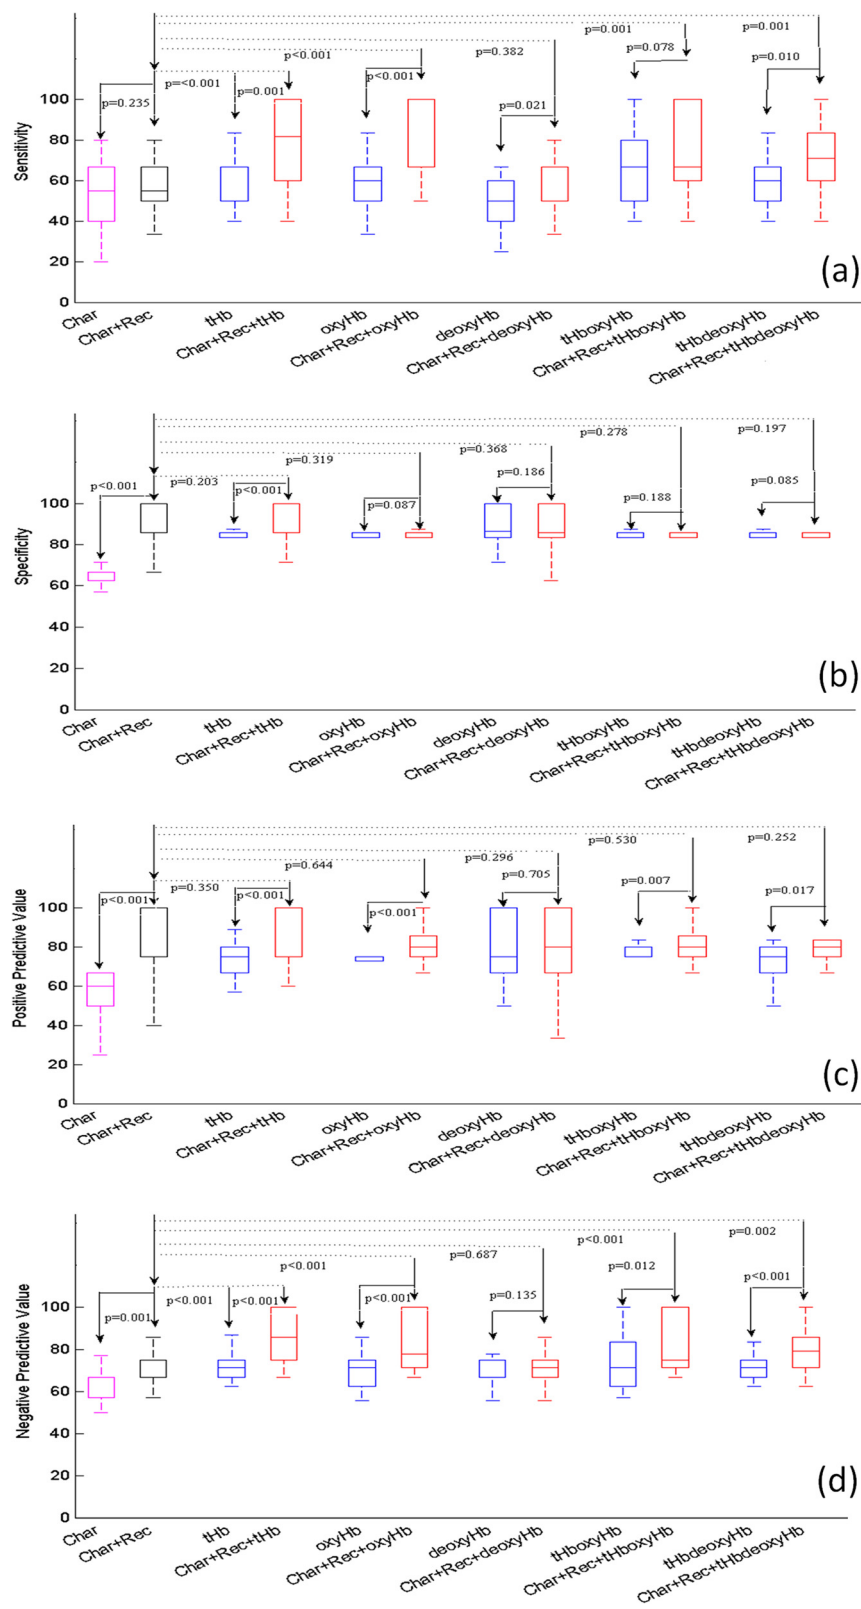 p<0.001
p=0.382
p=0.001
p=0.001
p=0.078
p=0.010
p=0.235
p=<0.001
p=0.001
p<0.001
p=0.021
Sensitivity
100
80
60
40
20
0
(a)
Char
Char+Rec
tHb
Char+Rec+tHb
oxyHb
Char+Rec+oxyHb
deoxyHb
Char+Rec+deoxyHb
tHboxyHb
Char+Rec+tHboxyHb
tHbdeoxyHb
Char+Rec+tHbdeoxyHb
p=0.197
p=0.278
p=0.368
p=0.319
p<0.001
p=0.203
p<0.001
p=0.087
p=0.186
p=0.188
p=0.085
Specificity
100
80
60
40
20
0
(b)
Char
Char+Rec
tHb
Char+Rec+tHb
oxyHb
Char+Rec+oxyHb
deoxyHb
Char+Rec+deoxyHb
tHboxyHb
Char+Rec+tHboxyHb
tHbdeoxyHb
Char+Rec+tHbdeoxyHb
p=0.252
p=0.530
p=0.296
p=0.644
p<0.001
p=0.350
p<0.001
p<0.001
p=0.705
p=0.007
p=0.017
Positive Predictive Value
100
80
60
40
20
0
(c)
Char
Char+Rec
tHb
Char+Rec+tHb
oxyHb
Char+Rec+oxyHb
deoxyHb
Char+Rec+deoxyHb
tHboxyHb
Char+Rec+tHboxyHb
tHbdeoxyHb
Char+Rec+tHbdeoxyHb
p=0.002
p<0.001
p=0.687
p<0.001
p=0.001
p<0.001
p<0.001
p<0.001
p=0.135
p=0.012
p<0.001
Negative Predictive Value
100
80
60
40
20
0
(d)
Char
Char+Rec
tHb
Char+Rec+tHb
oxyHb
Char+Rec+oxyHb
deoxyHb
Char+Rec+deoxyHb
tHboxyHb
Char+Rec+tHboxyHb
tHbdeoxyHb
Char+Rec+tHbdeoxyHb